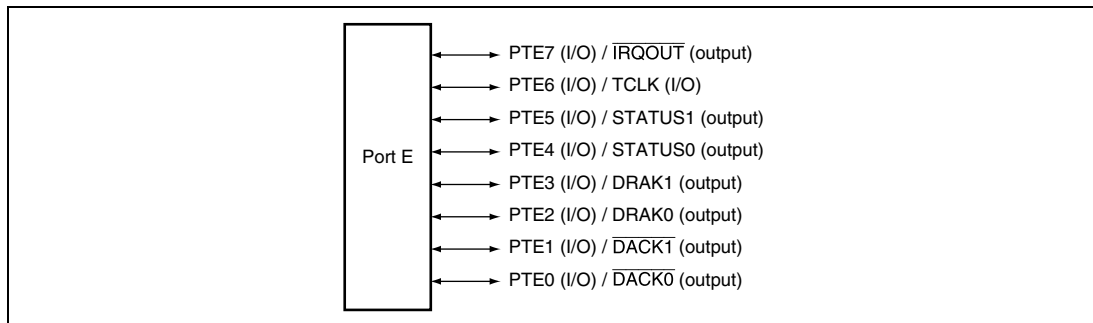 PTE7 (I/O) / IRQOUT (output)
PTE6 (I/O) / TCLK (I/O)
PTE5 (I/O) / STATUS1 (output)
Port E
PTE4 (I/O) / STATUS0 (output)
PTE3 (I/O) / DRAK1 (output)
PTE2 (I/O) / DRAK0 (output)
PTE1 (I/O) / DACK1 (output)
PTE0 (I/O) / DACK0 (output)